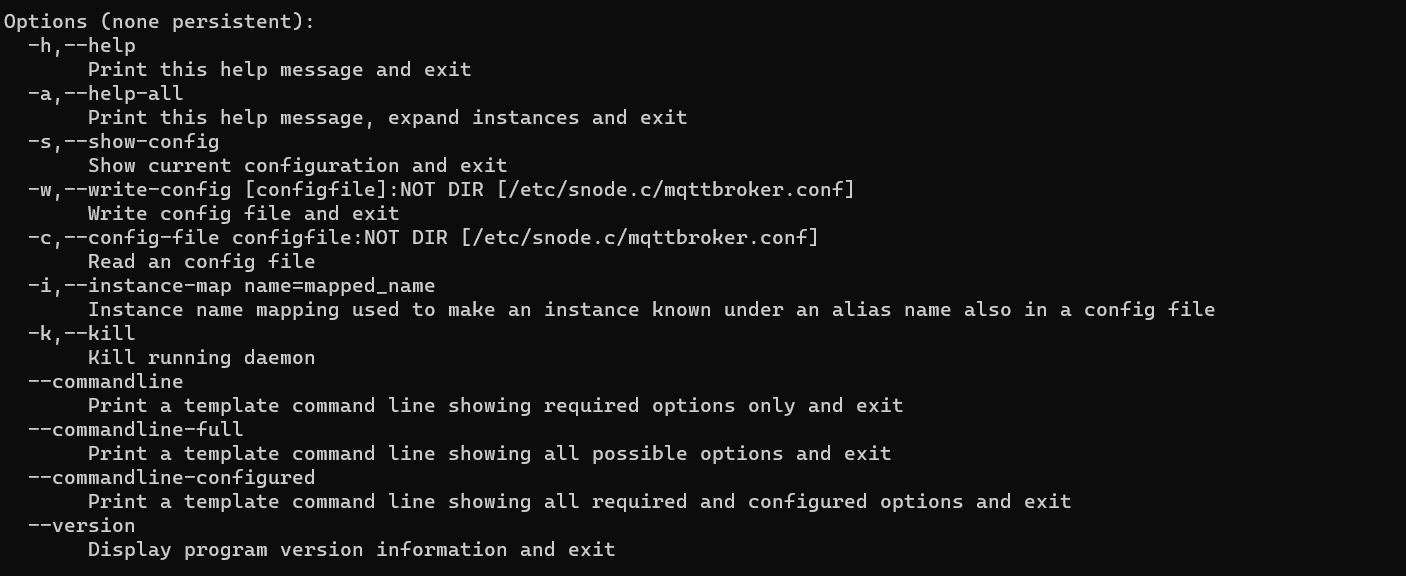 Options (none persistent):
-h,--help
Print this help message and exit
-a,--help-all
Print this help message, expand instances and exit
-s,--show-config
Show current configuration and exit
-w,--write-config [configfile]:NOT DIR [/etc/snode.c/mqttbroker.conf]
Write config file and exit
-c,--config-file configfile:NOT DIR [/etc/snode.c/mqttbroker.conf]
Read an config file
-i,--instance-map name=mapped_name
Instance name mapping used to make an instance known under an alias name also in a config file
-k,--kill
Kill running daemon
--commandline
Print a template command line showing required options only and exit
--commandline-full
Print a template command line showing all possible options and exit
--commandline-configured
Print a template command line showing all required and configured options and exit
--version
Display program version information and exit